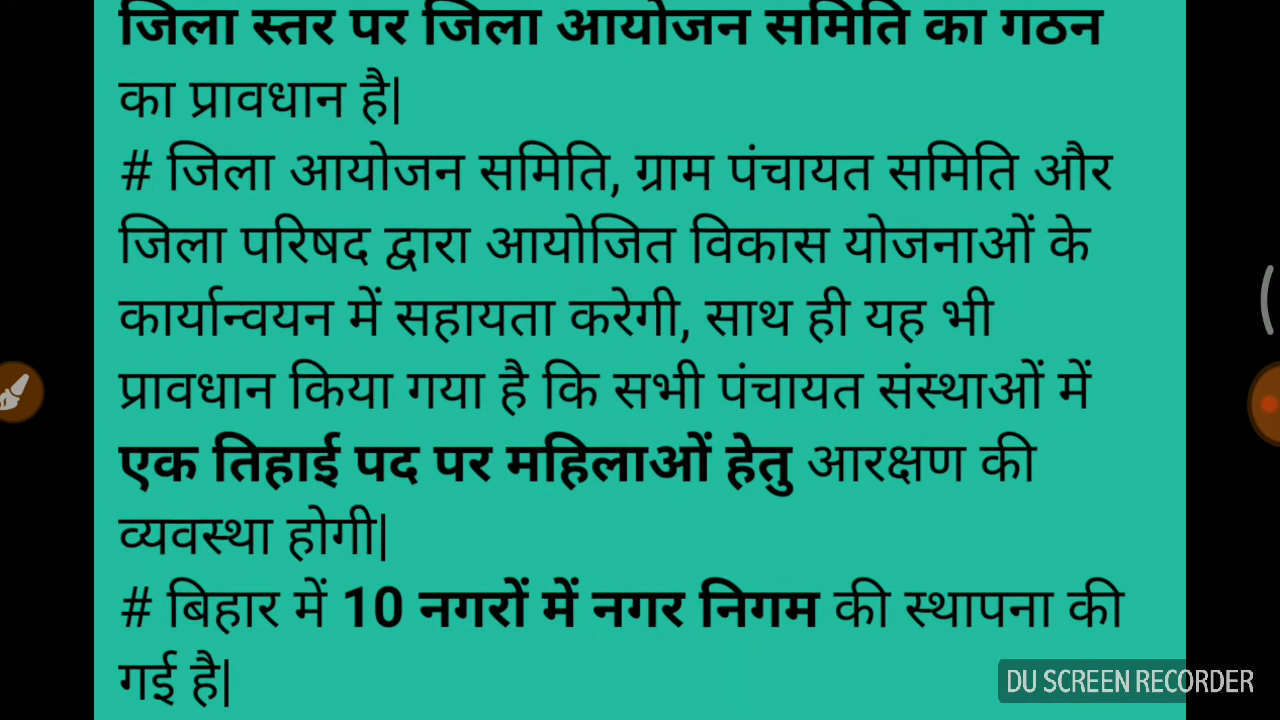 जिला स्तर पर जिला आयोजन समिति का गठन
का प्रावधान है|
# जिला आयोजन समिति, ग्राम पंचायत समिति और
जिला परिषद द्वारा आयोजित विकास योजनाओं के
कार्यान्वयन में सहायता करेगी, साथ ही यह भी
प्रावधान किया गया है कि सभी पंचायत संस्थाओं में
एक तिहाई पद पर महिलाओं हेतु आरक्षण की
व्यवस्था होगी|
# बिहार में 10 नगरों में नगर निगम की स्थापना की
गई है|
DU SCREEN RECORDER